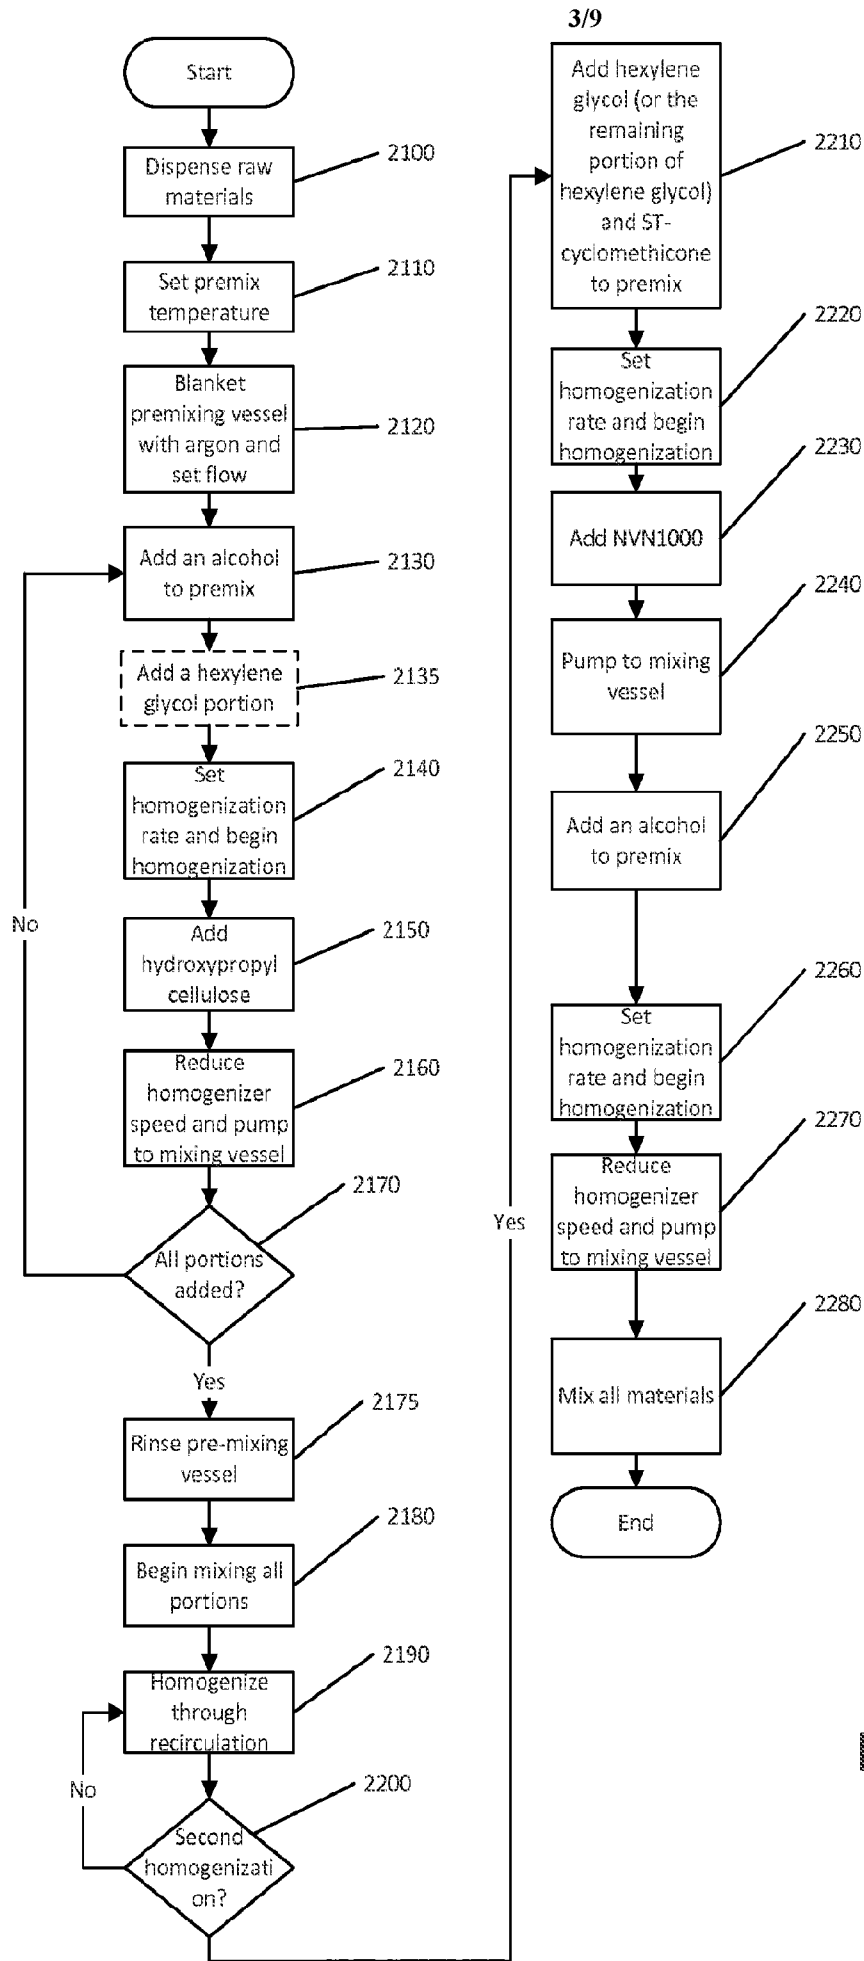 3/9
Start
Dispense raw
materials
2100
Set premix
temperature
2110
Blanket
premixing vessel
with argon and
set flow
2120
Add an alcohol
to premix
2130
Add a hexylene
glycol portion
2135
Set
homogenization
rate and begin
homogenization
2140
Add
hydroxypropyl
cellulose
2150
Reduce
homogenizer
speed and pump
to mixing vessel
2160
All portions
added?
2170
No
Yes
Rinse pre-mixing
vessel
2175
Begin mixing all
portions
2180
Homogenize
through
recirculation
2190
Second
homogenizati
on?
2200
No
Yes
Add hexylene
glycol (or the
remaining
portion of
hexylene glycol)
and ST-
cyclomethicone
to premix
2210
Set
homogenization
rate and begin
homogenization
2220
Add NVN1000
2230
Pump to mixing
vessel
2240
Add an alcohol
to premix
2250
Set
homogenization
rate and begin
homogenization
2260
Reduce
homogenizer
speed and pump
to mixing vessel
2270
Mix all materials
2280
End